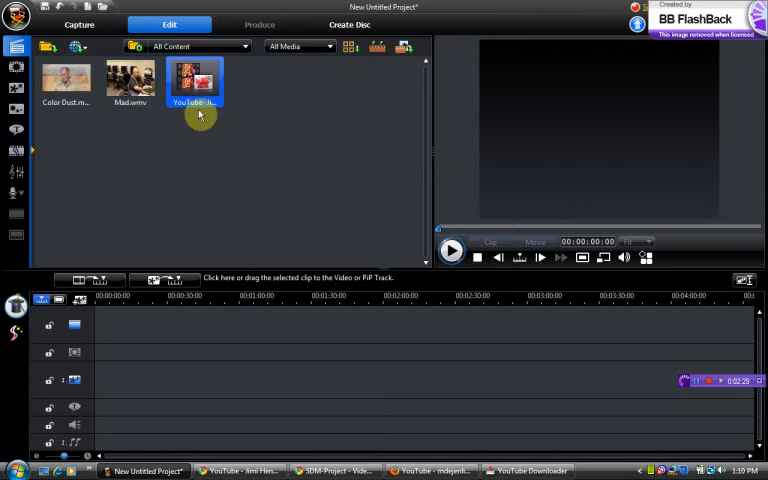 New Untitled Project*
Created by
BB FlashBack
This image removed when licensed
Capture
Edit
Produce
Create Disc
All Content
All Media
Color Dust.m...
Mad.wmv
YouTube- Ji...
Clip
Movie
00:00:00:00
Fit
Click here or drag the selected clip to the Video or PiP Track.
00:00:00:00
00:00:30:00
00:01:00:00
00:01:30:00
00:02:00:00
00:02:30:00
00:03:00:00
00:03:30:00
00:04:00:00
1.
0:02:29
1.
New Untitled Project*
YouTube - Jimi Hen...
SDM-Project - Vide...
YouTube - mdejenli...
YouTube Downloader
1:10 PM